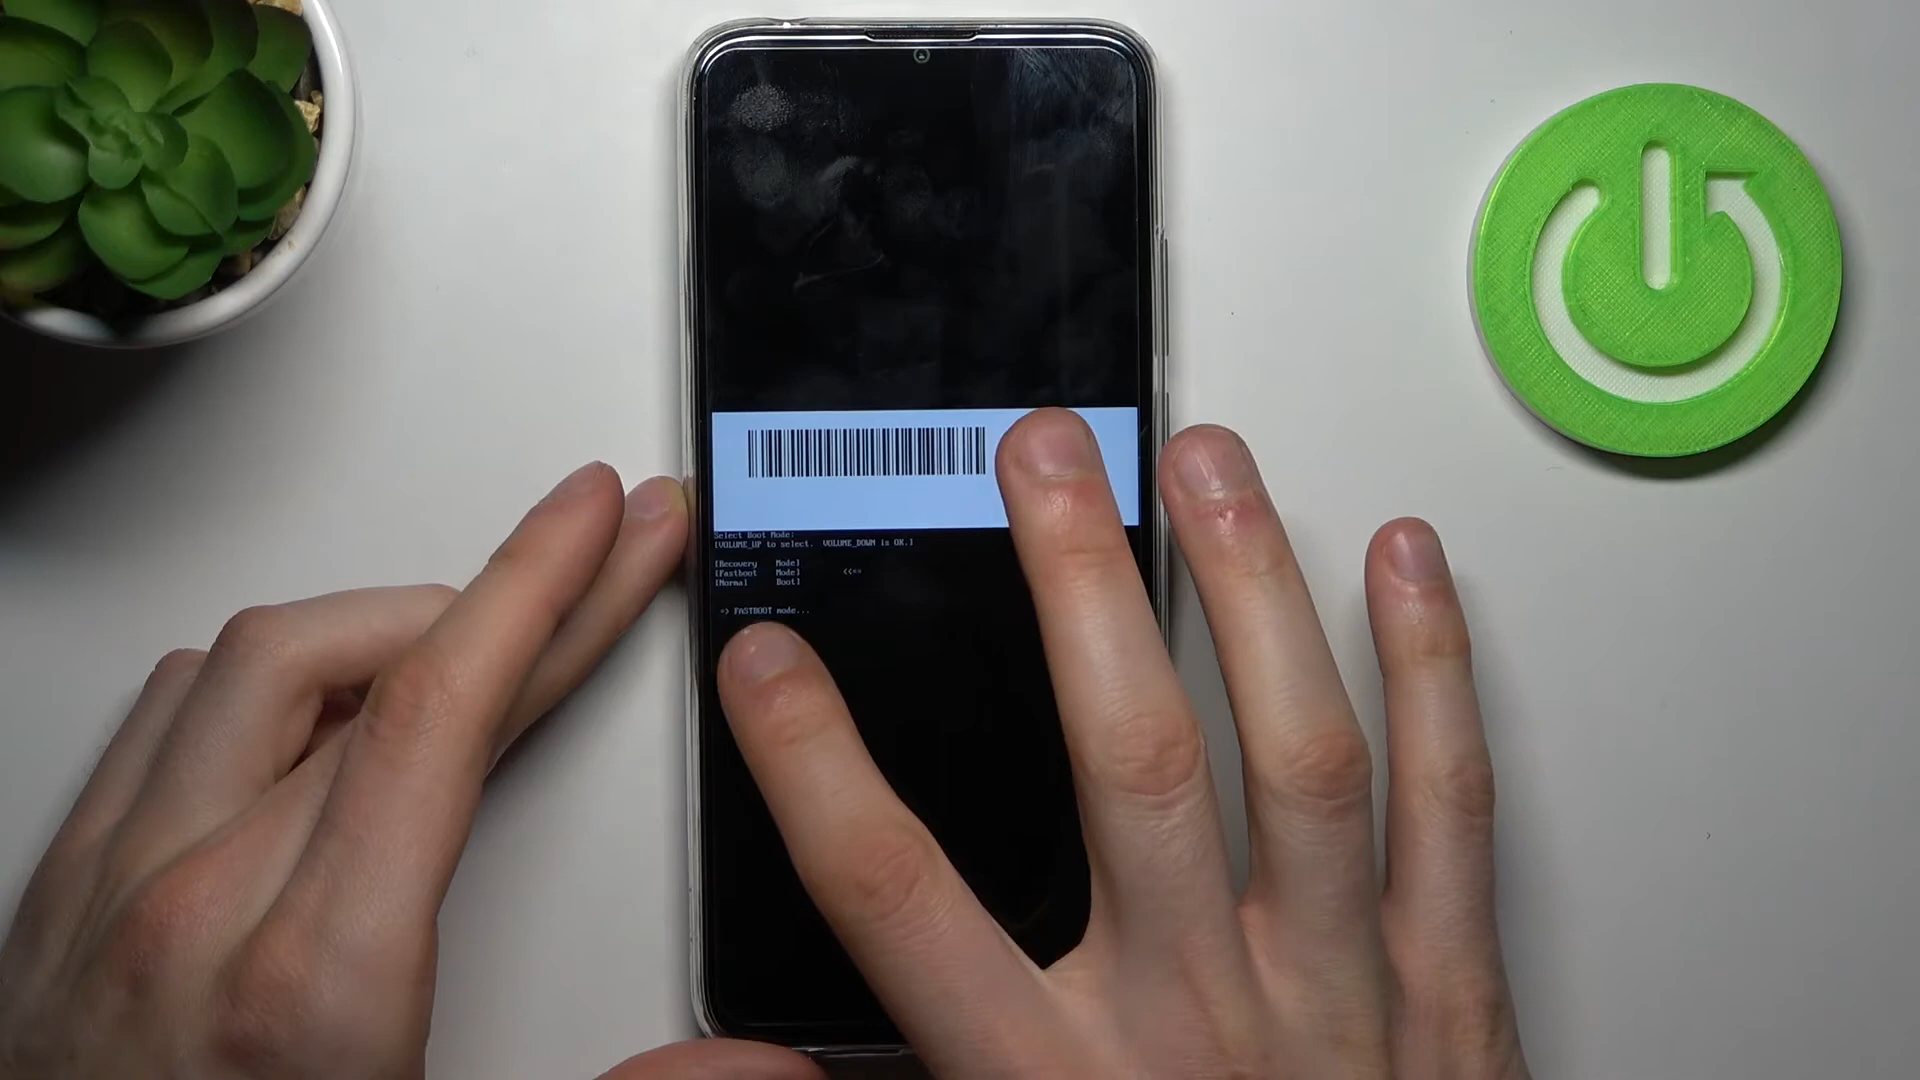 Select Boot Mode:
[VOLUME_UP to select.  VOLUME_DOWN is OK.]
[Recovery    Mode]
[Fastboot    Mode]        <<==
[Normal      Boot]
=> FASTBOOT mode...